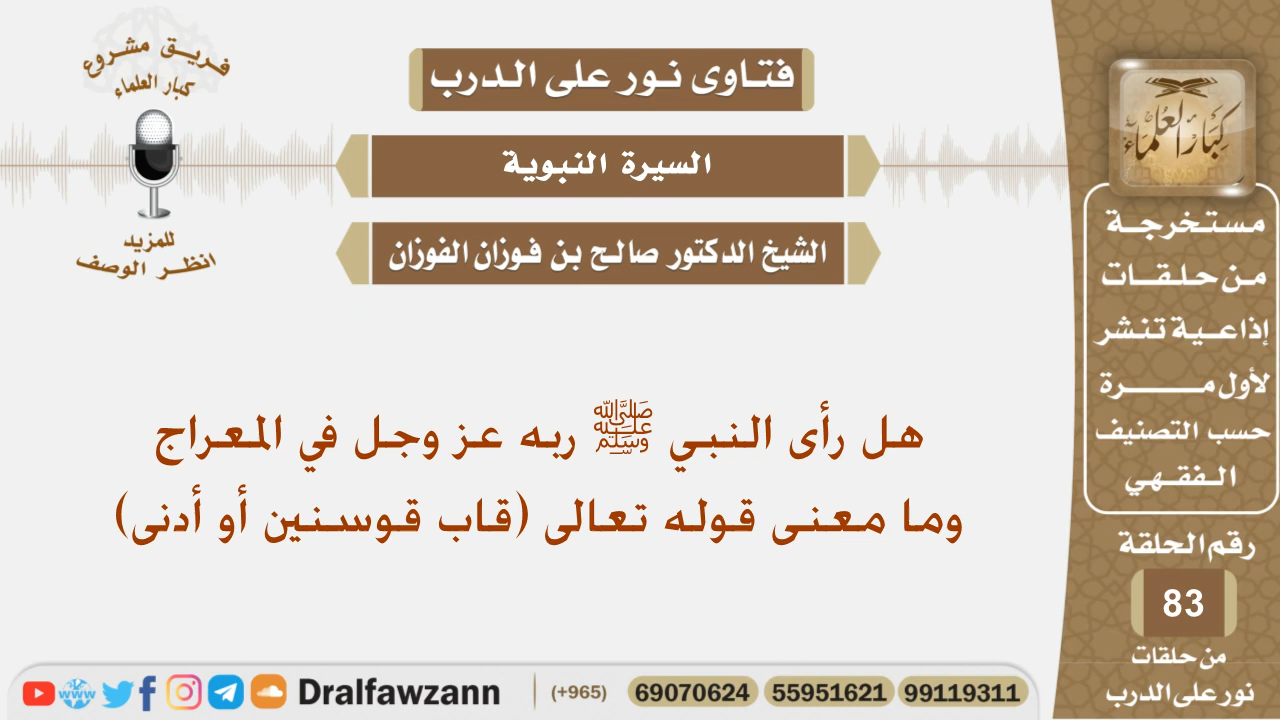 فريق مشروع
كبار العلماء
للمزيد
انظر الوصف
فتاوى نور على الدرب
السيرة النبوية
الشيخ الدكتور صالح بن فوزان الفوزان
هل رأى النبي ﷺ ربه عز وجل في المعراج
وما معنى قوله تعالى (قاب قوسنين أو أدنى)
كبار العلماء
مستخرجة
من حلقات
إذاعية تنشر
لأول مرة
حسب التصنيف
الفقهي
رقم الحلقة
83
من حلقات
نور على الدرب
www
Dralfawzann
(+965)
69070624
55951621
99119311